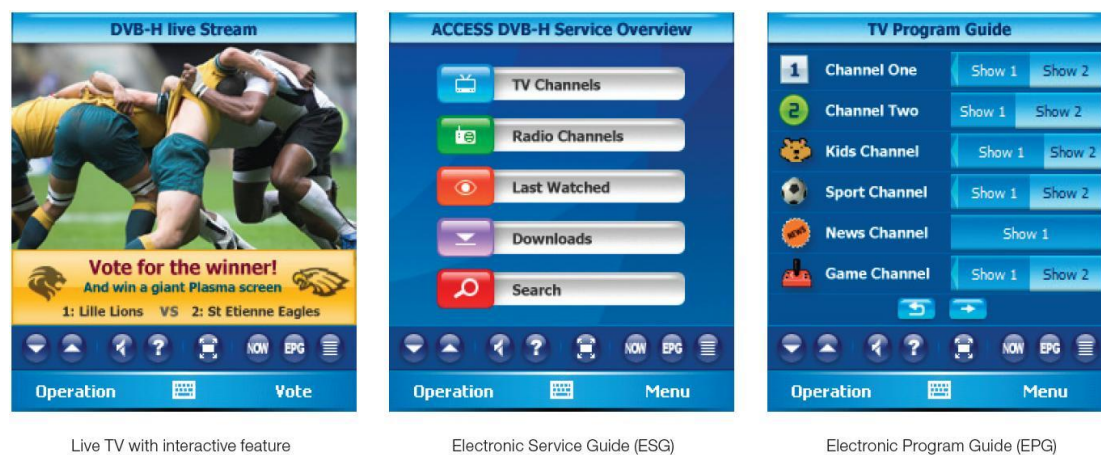 DVB-H live Stream
Vote for the winner!
And win a giant Plasma screen
1: Lille Lions VS 2: St Etienne Eagles
? NOW EPG
Operation Vote
Live TV with interactive feature
ACCESS DVB-H Service Overview
TV Channels
Radio Channels
Last Watched
Downloads
Search
? NOW EPG
Operation Menu
Electronic Service Guide (ESG)
TV Program Guide
1 Channel One Show 1 Show 2
2 Channel Two Show 1 Show 2
Kids Channel Show 1 Show 2
Sport Channel Show 1 Show 2
NEWS News Channel Show 1
Game Channel Show 1 Show 2
? NOW EPG
Operation Menu
Electronic Program Guide (EPG)